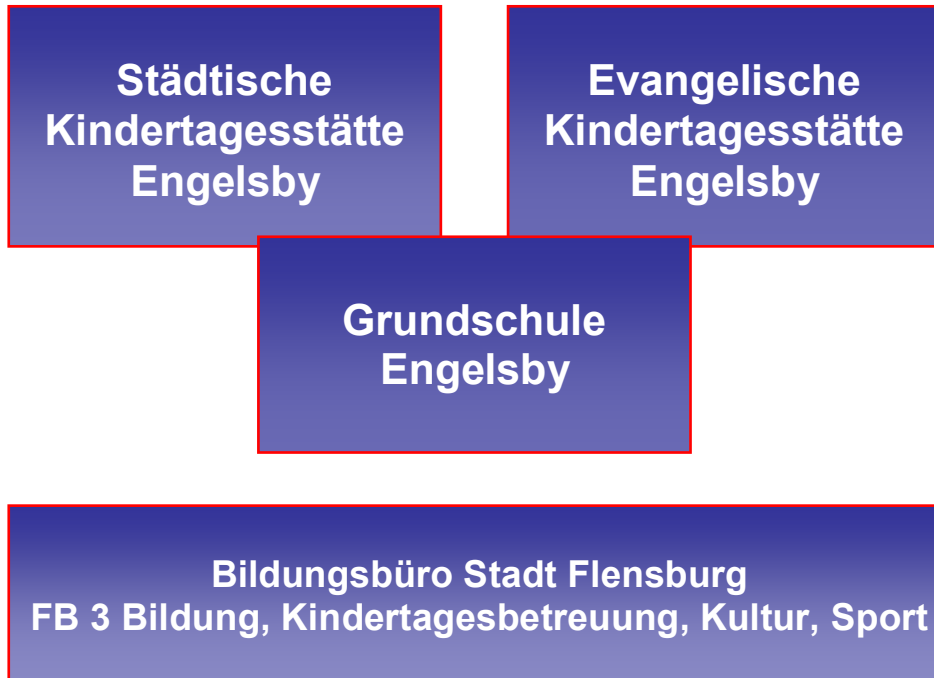 Städtische
Kindertagesstätte
Engelsby
Evangelische
Kindertagesstätte
Engelsby
Grundschule
Engelsby
Bildungsbüro Stadt Flensburg
FB 3 Bildung, Kindertagesbetreuung, Kultur, Sport